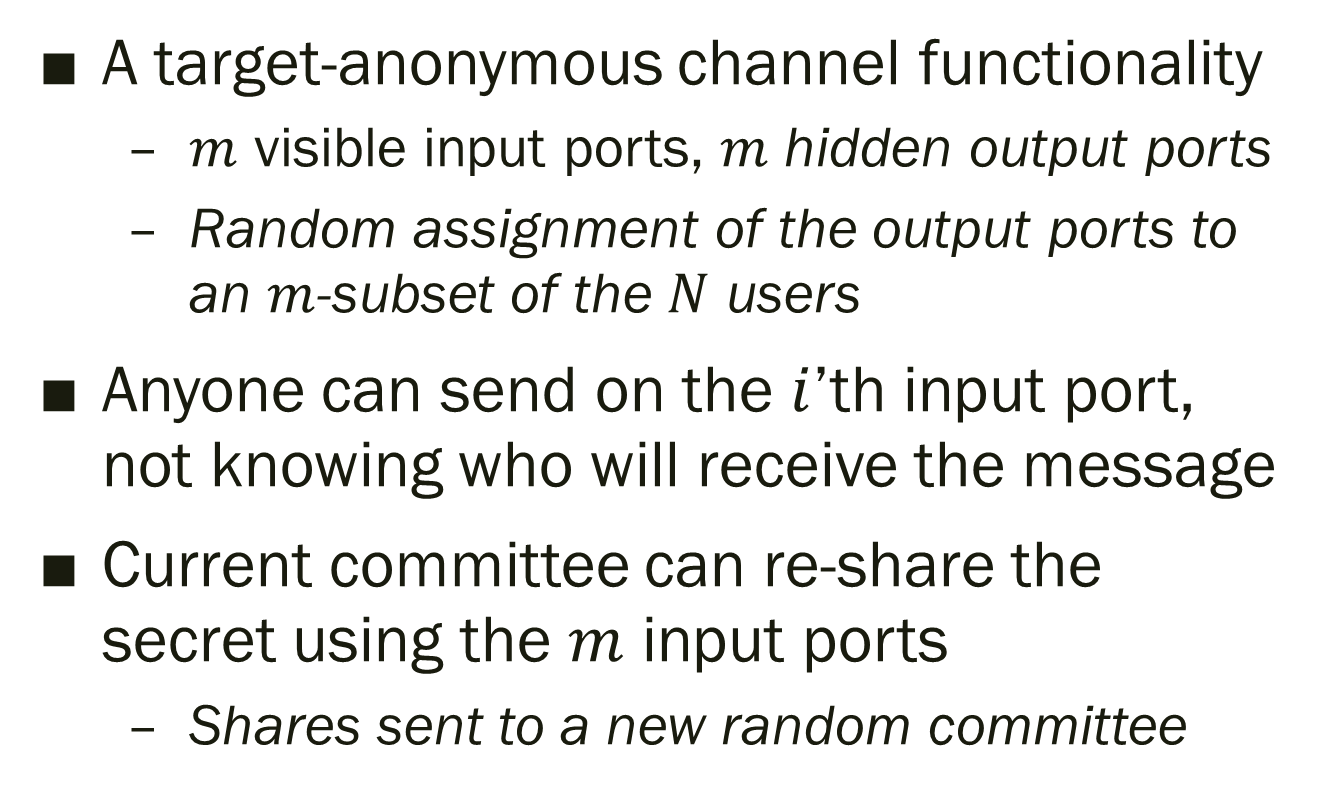 ■ A target-anonymous channel functionality
– m visible input ports, m hidden output ports
– Random assignment of the output ports to
an m-subset of the N users
■ Anyone can send on the i’th input port,
not knowing who will receive the message
■ Current committee can re-share the
secret using the m input ports
– Shares sent to a new random committee